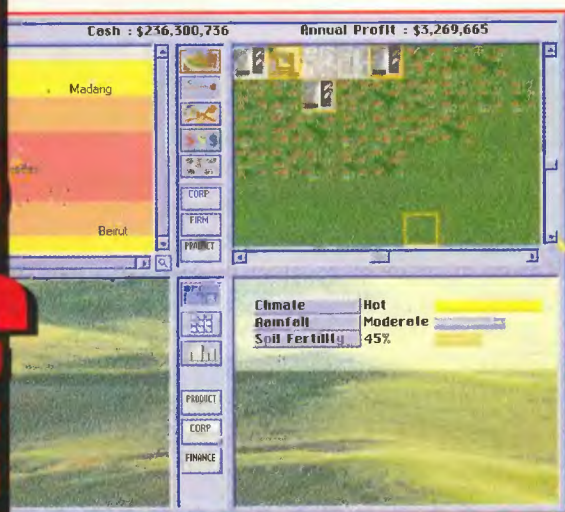 Cash : $236,300,736
Annual Profit : $3,269,665
Madang
Beirut
CORP
FIRM
PRODUCT
Climate Hot
Rainfall Moderate
Soil Fertility 45%
PRODUCT
CORP
FINANCE